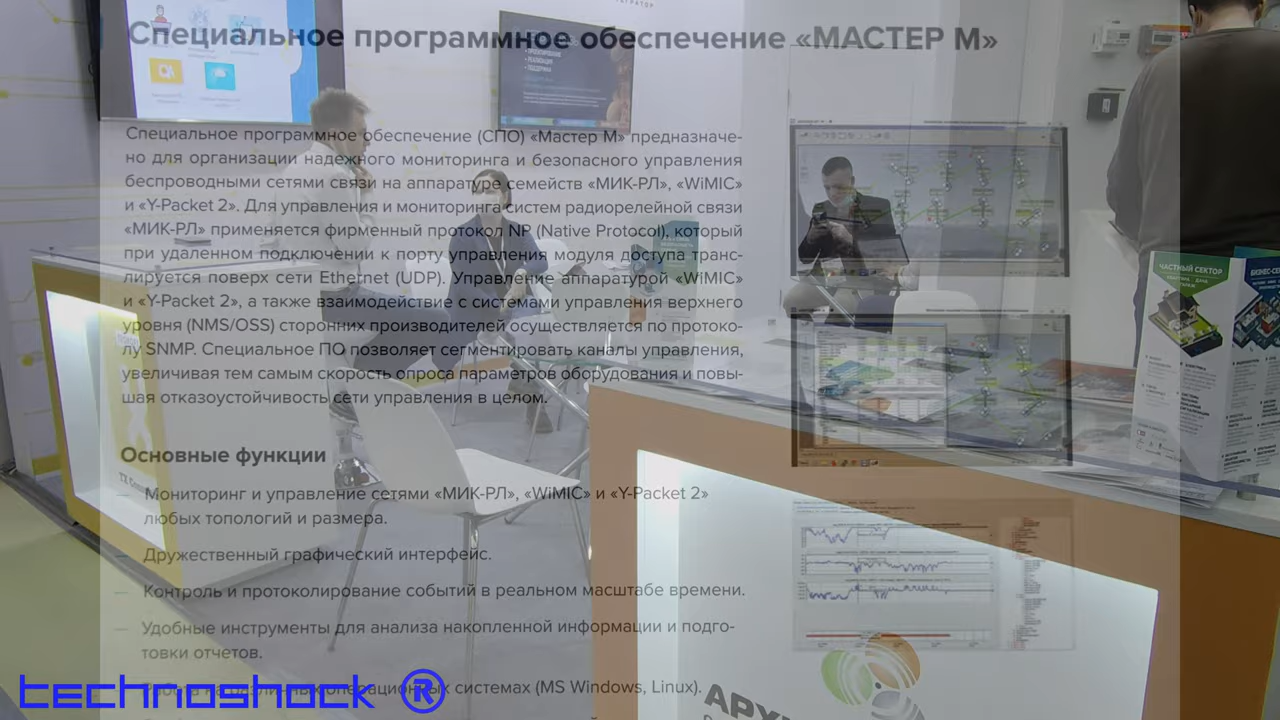 Специальное программное обеспечение «МАСТЕР М»
Специальное программное обеспечение (СПО) «Мастер М» предназначе-
но для организации надежного мониторинга и безопасного управления
беспроводными сетями связи на аппаратуре семейств «МИК-РЛ», «WiMIC»
и «Y-Packet 2». Для управления и мониторинга систем радиорелейной связи
«МИК-РЛ» применяется фирменный протокол NP (Native Protocol), который
при удаленном подключении к порту управления модуля доступа транс-
лируется поверх сети Ethernet (UDP). Управление аппаратурой «WiMIC»
и «Y-Packet 2», а также взаимодействие с системами управления верхнего
уровня (NMS/OSS) сторонних производителей осуществляется по протоко-
лу SNMP. Специальное ПО позволяет сегментировать каналы управления,
увеличивая тем самым скорость опроса параметров оборудования и повы-
шая отказоустойчивость сети управления в целом.
Основные функции
— Мониторинг и управление сетями «МИК-РЛ», «WiMIC» и «Y-Packet 2»
любых топологий и размера.
— Дружественный графический интерфейс.
— Контроль и протоколирование событий в реальном масштабе времени.
— Удобные инструменты для анализа накопленной информации и подго-
товки отчетов.
операционных системах (MS Windows, Linux).
ЧАСТНЫЙ СЕКТОР
technoshock ®